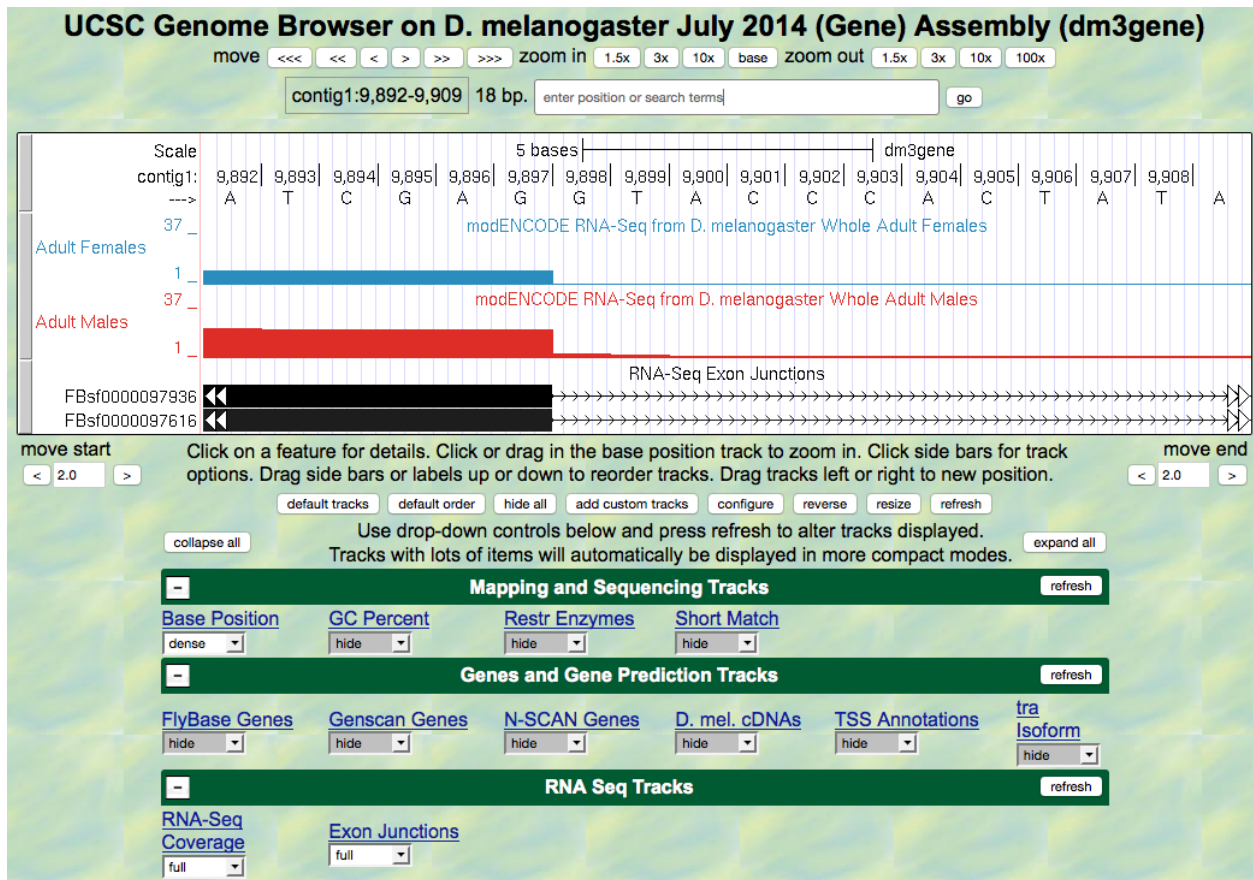 UCSC Genome Browser on D. melanogaster July 2014 (Gene) Assembly (dm3gene)
move <<< << < > >> >>> zoom in 1.5x 3x 10x base zoom out 1.5x 3x 10x 100x
contig1:9,892-9,909 18 bp. enter position or search terms go
Scale 5 bases dm3gene
contig1: 9,892| 9,893| 9,894| 9,895| 9,896| 9,897| 9,898| 9,899| 9,900| 9,901| 9,902| 9,903| 9,904| 9,905| 9,906| 9,907| 9,908|
---> A T C G A G G T A C C C A C T A T A
37 _ modENCODE RNA-Seq from D. melanogaster Whole Adult Females
Adult Females
1 _
37 _ modENCODE RNA-Seq from D. melanogaster Whole Adult Males
Adult Males
1 _
RNA-Seq Exon Junctions
FBsf0000097936
FBsf0000097616
move start Click on a feature for details. Click or drag in the base position track to zoom in. Click side bars for track move end
< 2.0 > options. Drag side bars or labels up or down to reorder tracks. Drag tracks left or right to new position. < 2.0 >
default tracks default order hide all add custom tracks configure reverse resize refresh
collapse all Use drop-down controls below and press refresh to alter tracks displayed. expand all
Tracks with lots of items will automatically be displayed in more compact modes.
- Mapping and Sequencing Tracks refresh
Base Position GC Percent Restr Enzymes Short Match
dense hide hide hide
- Genes and Gene Prediction Tracks refresh
FlyBase Genes Genscan Genes N-SCAN Genes D. mel. cDNAs TSS Annotations tra Isoform
hide hide hide hide hide hide
- RNA Seq Tracks refresh
RNA-Seq Coverage Exon Junctions
full full